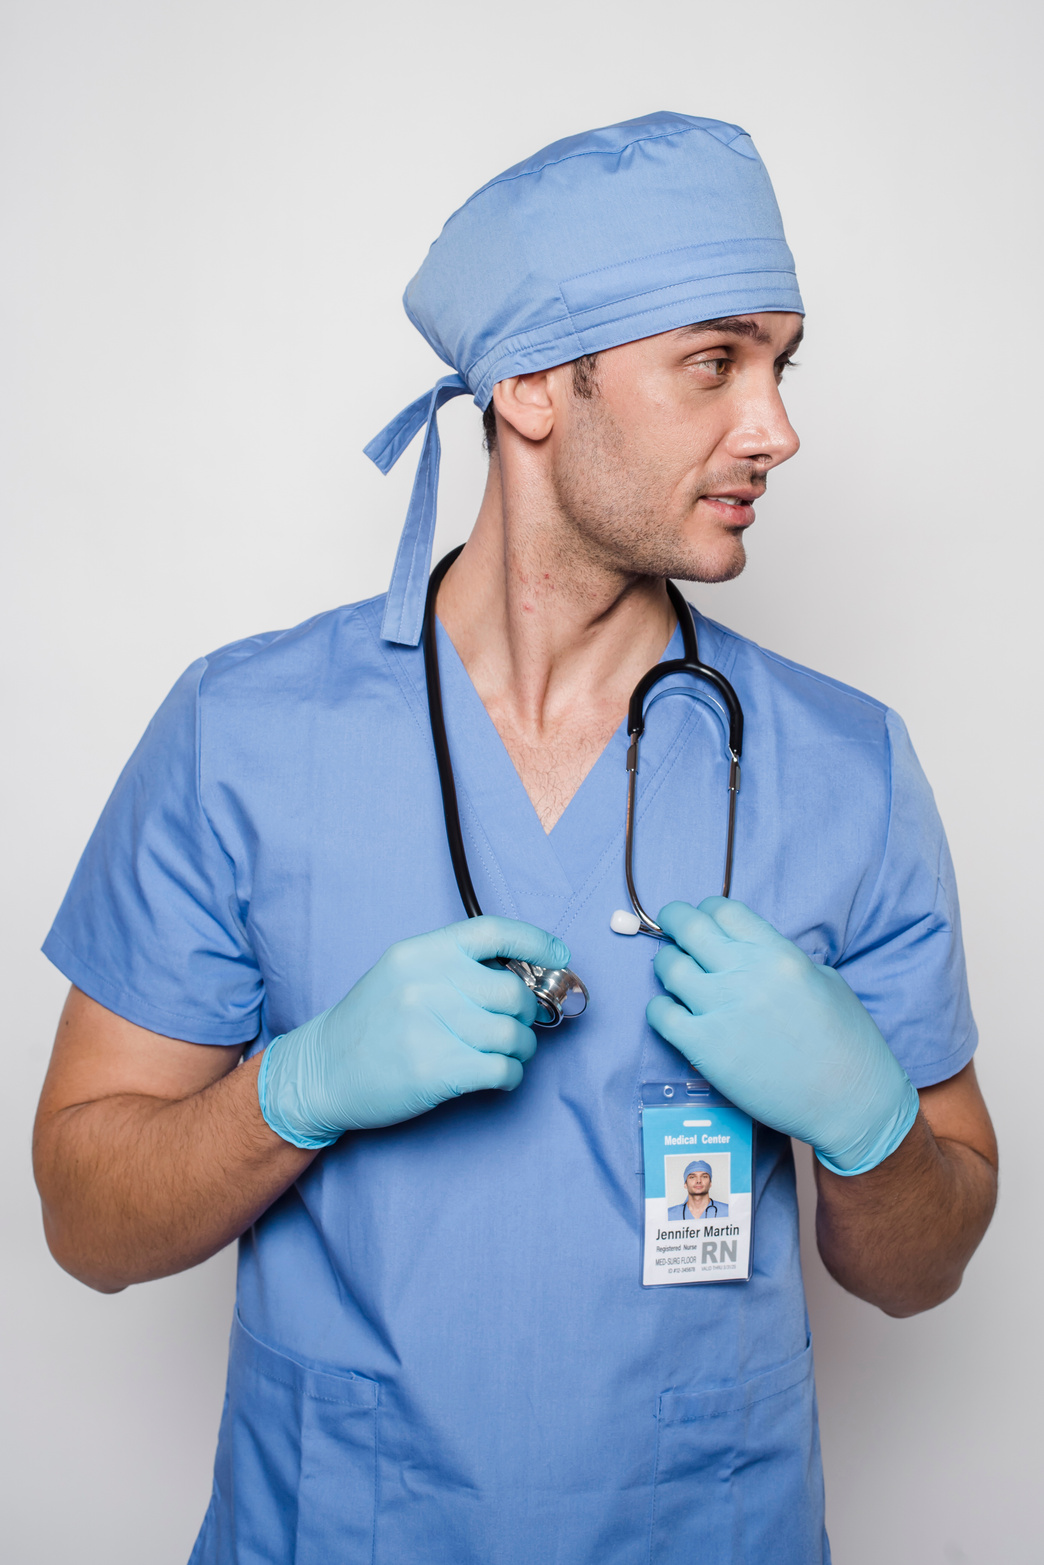 Medical Center
Jennifer Martin
Registered Nurse
RN
MED-SURG FLOOR